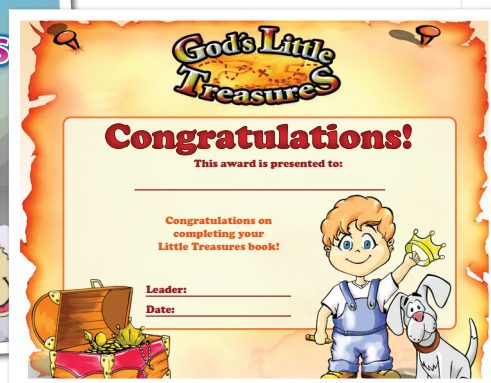 God's Little
Treasures
Congratulations!
This award is presented to:
Congratulations on
completing your
Little Treasures book!
Leader:
Date: